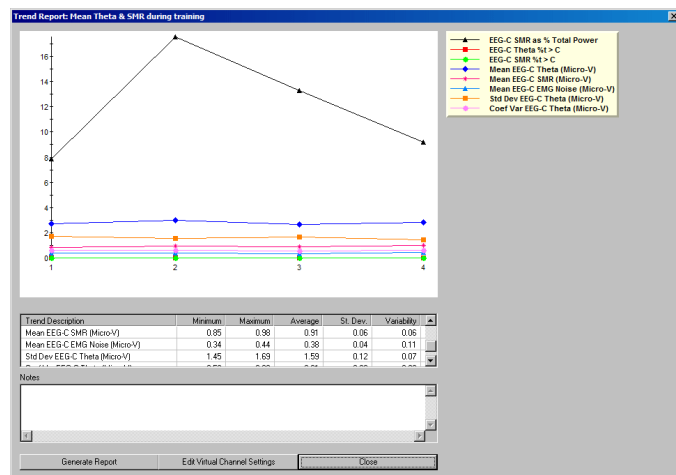 Trend Report: Mean Theta & SMR during training
16
14
12
10
8
6
4
2
0
1 2 3 4
EEG-C SMR as % Total Power
EEG-C Theta %t > C
EEG-C SMR %t > C
Mean EEG-C Theta (Micro-V)
Mean EEG-C SMR (Micro-V)
Mean EEG-C EMG Noise (Micro-V)
Std Dev EEG-C Theta (Micro-V)
Coef Var EEG-C Theta (Micro-V)
Trend Description Minimum Maximum Average St. Dev. Variability
Mean EEG-C SMR (Micro-V) 0.85 0.98 0.91 0.06 0.06
Mean EEG-C EMG Noise (Micro-V) 0.34 0.44 0.38 0.04 0.11
Std Dev EEG-C Theta (Micro-V) 1.45 1.69 1.59 0.12 0.07
Notes
Generate Report Edit Virtual Channel Settings Close